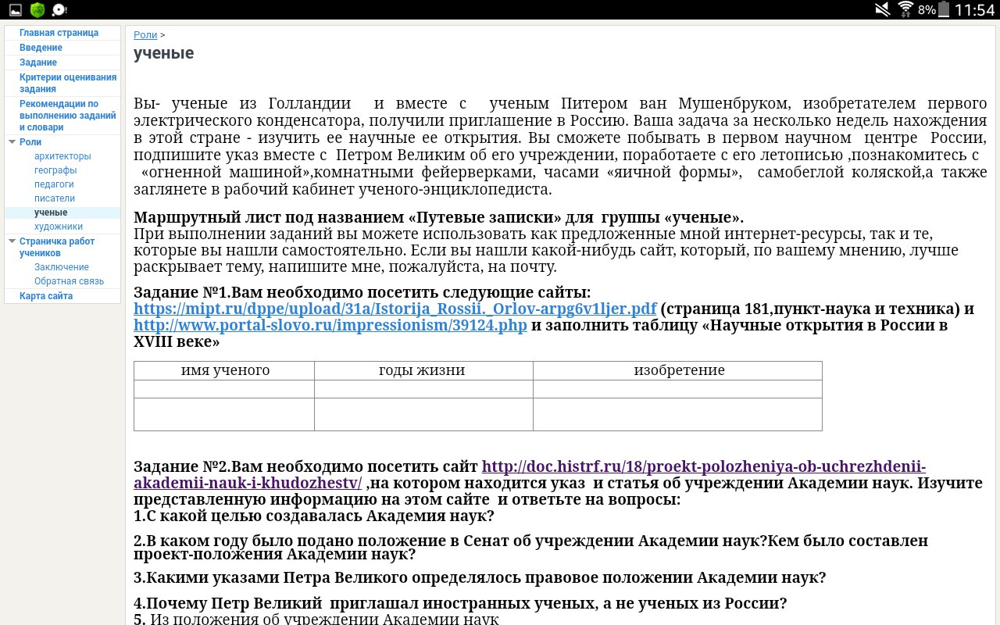 8% 11:54
Главная страница
Введение
Задание
Критерии оценивания
задания
Рекомендации по
выполнению заданий
и словари
Роли
архитекторы
географы
педагоги
писатели
ученые
художники
Страничка работ
учеников
Заключение
Обратная связь
Карта сайта
Роли >
ученые
Вы- ученые из Голландии и вместе с ученым Питером ван Мушенбруком, изобретателем первого
электрического конденсатора, получили приглашение в Россию. Ваша задача за несколько недель нахождения
в этой стране - изучить ее научные ее открытия. Вы сможете побывать в первом научном центре России,
подпишите указ вместе с Петром Великим об его учреждении, поработаете с его летописью ,познакомитесь с
«огненной машиной»,комнатными фейерверками, часами «яичной формы», самобеглой коляской,а также
заглянете в рабочий кабинет ученого-энциклопедиста.
Маршрутный лист под названием «Путевые записки» для группы «ученые».
При выполнении заданий вы можете использовать как предложенные мной интернет-ресурсы, так и те,
которые вы нашли самостоятельно. Если вы нашли какой-нибудь сайт, который, по вашему мнению, лучше
раскрывает тему, напишите мне, пожалуйста, на почту.
Задание №1.Вам необходимо посетить следующие сайты:
https://mipt.ru/dppe/upload/31a/Istorija_Rossii._Orlov-arpg6v1ljer.pdf (страница 181,пункт-наука и техника) и
http://www.portal-slovo.ru/impressionism/39124.php и заполнить таблицу «Научные открытия в России в
XVIII веке»
имя ученого годы жизни изобретение
Задание №2.Вам необходимо посетить сайт http://doc.histrf.ru/18/proekt-polozheniya-ob-uchrezhdenii-
akademii-nauk-i-khudozhestv/ ,на котором находится указ и статья об учреждении Академии наук. Изучите
представленную информацию на этом сайте и ответьте на вопросы:
1.С какой целью создавалась Академия наук?
2.В каком году было подано положение в Сенат об учреждении Академии наук?Кем было составлен
проект-положения Академии наук?
3.Какими указами Петра Великого определялось правовое положении Академии наук?
4.Почему Петр Великий приглашал иностранных ученых, а не ученых из России?
5. Из положения об учреждении Академии наук